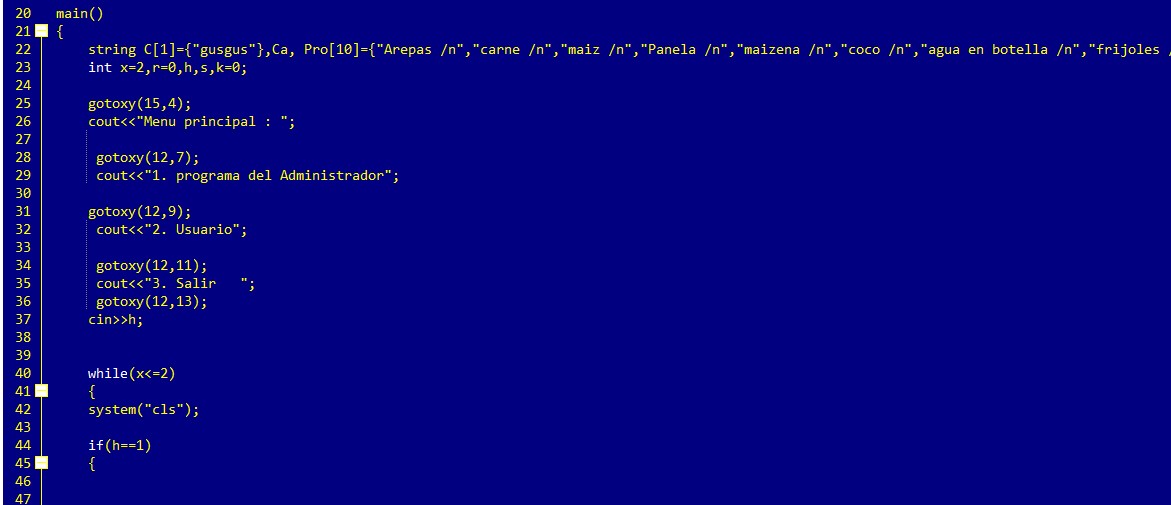 20 main()
21 {
22 string C[1]={"gusgus"},Ca, Pro[10]={"Arepas /n","carne /n","maiz /n","Panela /n","maizena /n","coco /n","agua en botella /n","frijoles /
23 int x=2,r=0,h,s,k=0;
24
25 gotoxy(15,4);
26 cout<<"Menu principal : ";
27
28 gotoxy(12,7);
29 cout<<"1. programa del Administrador";
30
31 gotoxy(12,9);
32 cout<<"2. Usuario";
33
34 gotoxy(12,11);
35 cout<<"3. Salir   ";
36 gotoxy(12,13);
37 cin>>h;
38
39
40 while(x<=2)
41 {
42 system("cls");
43
44 if(h==1)
45 {
46
47